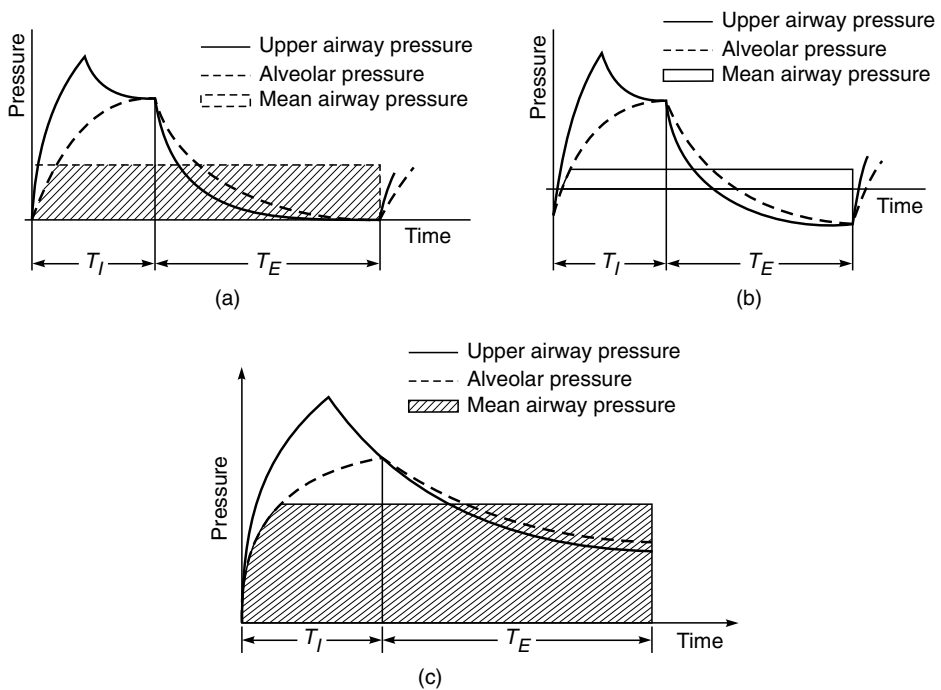 Pressure
Upper airway pressure
Alveolar pressure
Mean airway pressure
Time
T_I
T_E
(a)
Pressure
Upper airway pressure
Alveolar pressure
Mean airway pressure
Time
T_I
T_E
(b)
Pressure
Upper airway pressure
Alveolar pressure
Mean airway pressure
T_I
T_E
Time
(c)